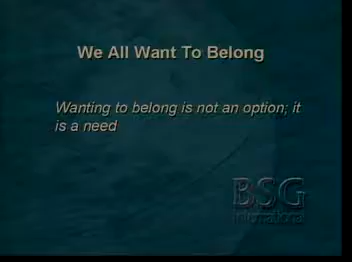 We All Want To Belong
Wanting to belong is not an option; it
is a need
BSG
International